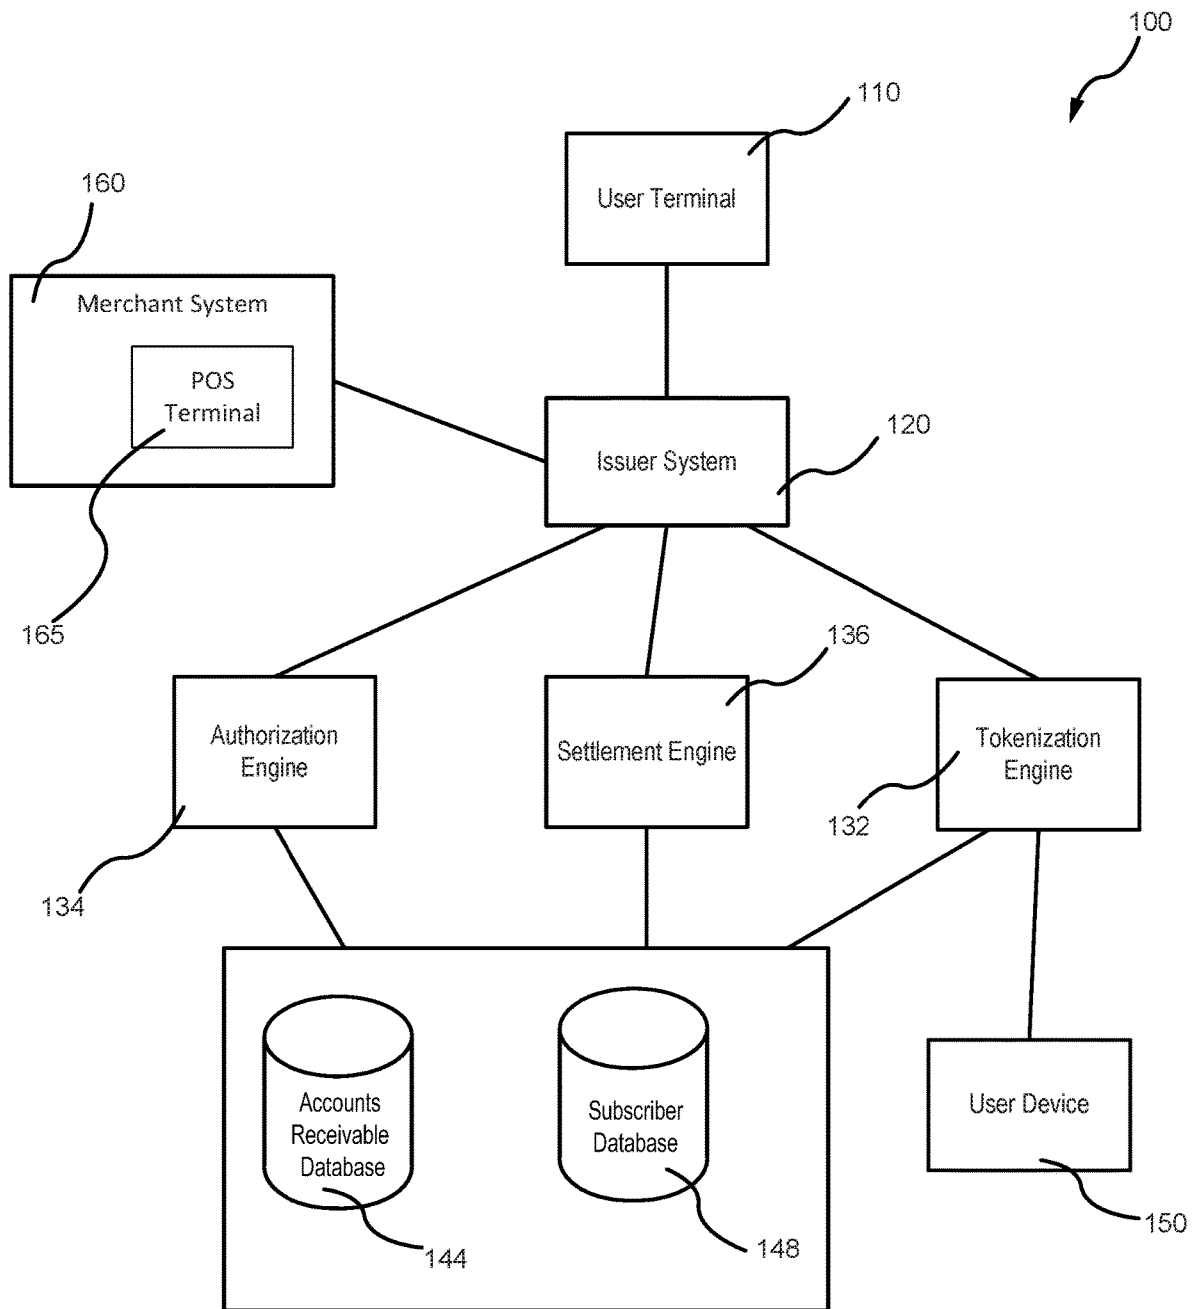 100
110
User Terminal
160
Merchant System
POS
Terminal
120
Issuer System
165
136
Authorization
Engine
Settlement Engine
Tokenization
Engine
132
134
Accounts
Receivable
Database
Subscriber
Database
User Device
144
148
150